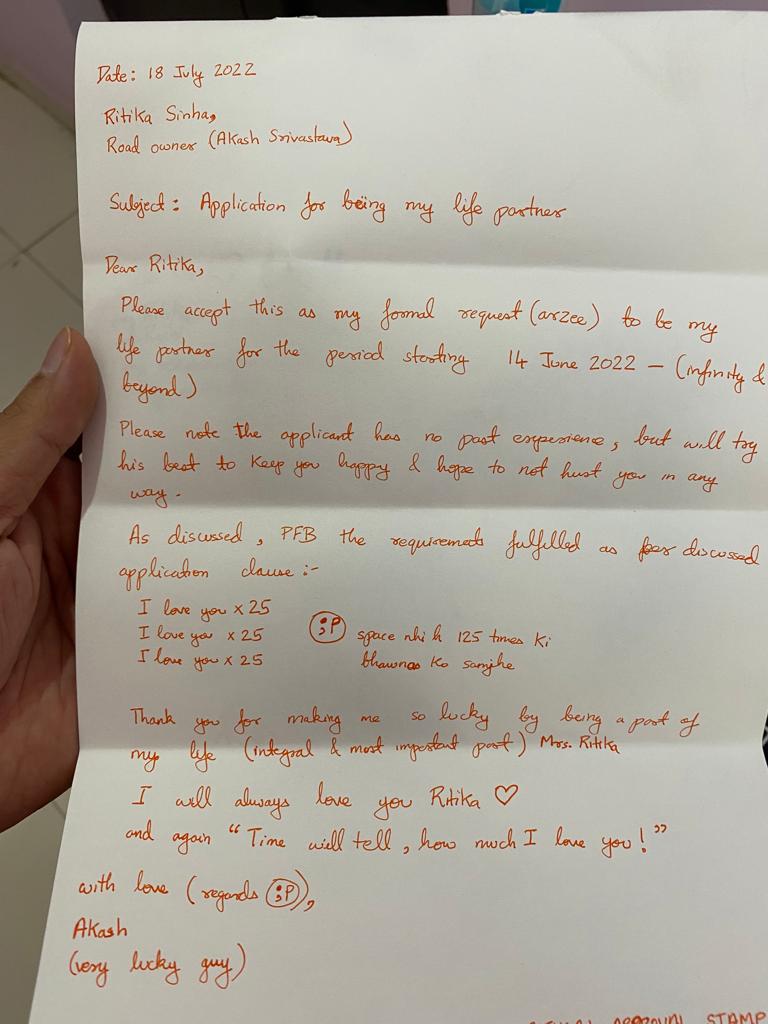 Date: 18 July 2022
Ritika Sinha,
Road owner (Akash Srivastava)
Subject: Application for being my life partner
Dear Ritika,
Please accept this as my formal request (arzee) to be my
life partner for the period starting 14 June 2022 – (infinity &
beyond)
Please note the applicant has no past experience, but will try
his best to keep you happy & hope to not hurt you in any
way.
As discussed, PFB the requirements fulfilled as per discussed
application clause :-
I love you x 25
I love you x 25 ;P space nhi h 125 times ki
I love you x 25 bhawnao ko samjhe
Thank you for making me so lucky by being a part of
my life (integral & most important part) Mrs. Ritika
I will always love you Ritika ♡
and again "Time will tell, how much I love you!"
with love (regards ;P),
Akash
(very lucky guy)
APPROVAL STAMP